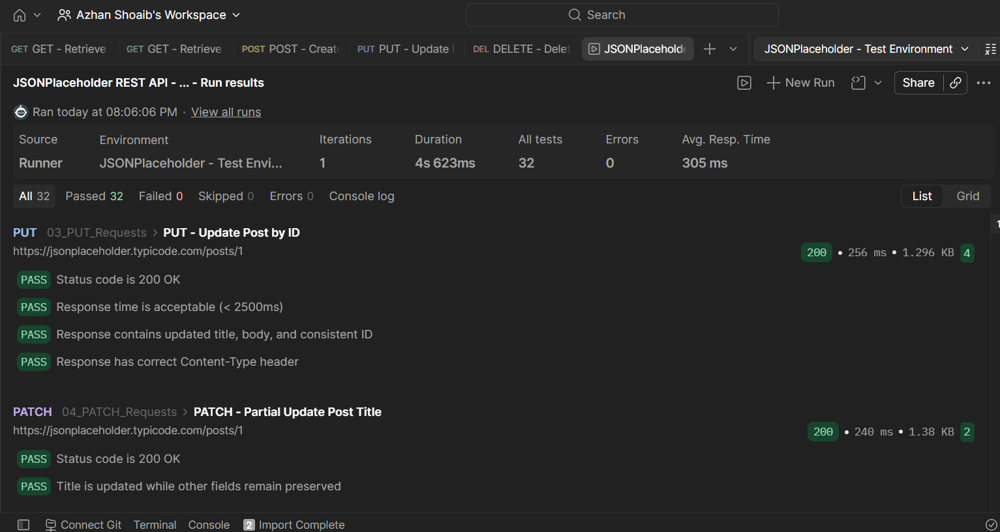 Azhan Shoaib's Workspace
Search
GET GET - Retrieve
GET GET - Retrieve
POST POST - Creat
PUT PUT - Update
DEL DELETE - Delet
JSONPlacehold
JSONPlaceholder - Test Environment
JSONPlaceholder REST API - ... - Run results
New Run
Share
Ran today at 08:06:06 PM · View all runs
Source Environment Iterations Duration All tests Errors Avg. Resp. Time
Runner JSONPlaceholder - Test Envi... 1 4s 623ms 32 0 305 ms
All 32 Passed 32 Failed 0 Skipped 0 Errors 0 Console log
List Grid
1
PUT 03_PUT_Requests > PUT - Update Post by ID
https://jsonplaceholder.typicode.com/posts/1
200 • 256 ms • 1.296 KB 4
PASS Status code is 200 OK
PASS Response time is acceptable (< 2500ms)
PASS Response contains updated title, body, and consistent ID
PASS Response has correct Content-Type header
PATCH 04_PATCH_Requests > PATCH - Partial Update Post Title
https://jsonplaceholder.typicode.com/posts/1
200 • 240 ms • 1.38 KB 2
PASS Status code is 200 OK
PASS Title is updated while other fields remain preserved
Connect Git Terminal Console 2 Import Complete